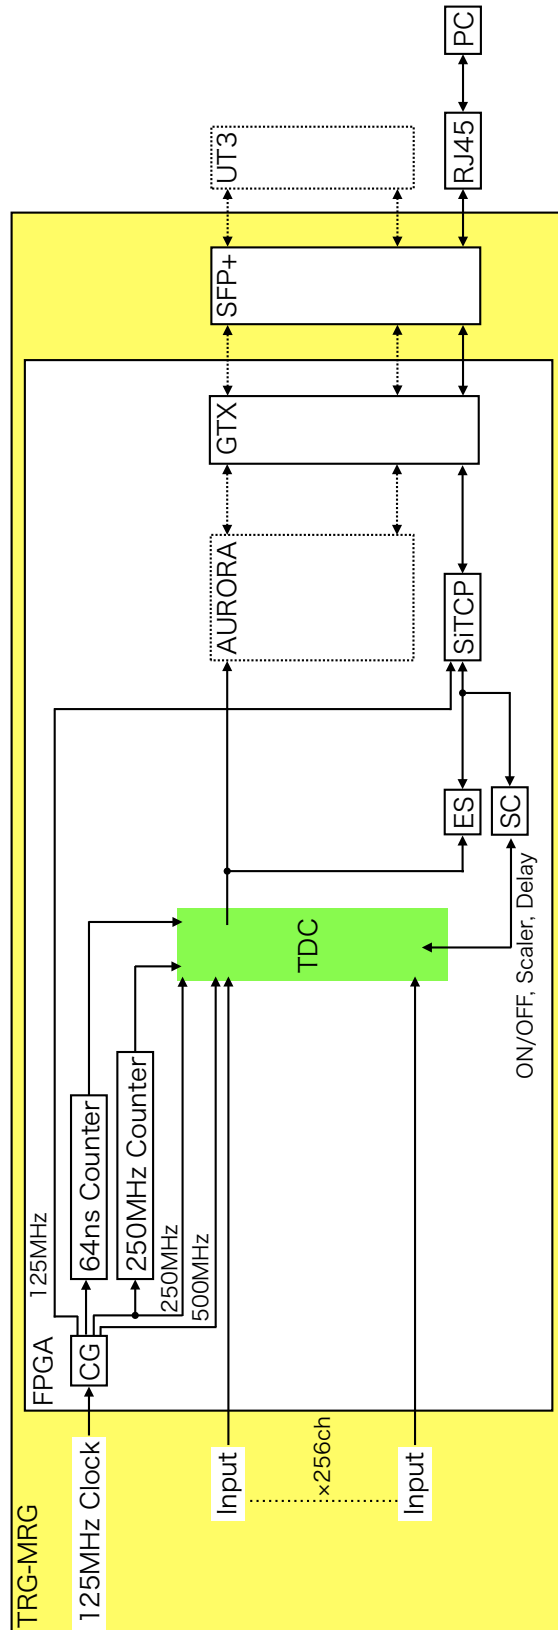 TRG-MRG
FPGA
125MHz Clock
CG
125MHz
64ns Counter
250MHz Counter
250MHz
500MHz
Input
×256ch
Input
TDC
ON/OFF, Scaler, Delay
ES
SC
AURORA
SiTCP
GTX
SFP+
UT3
RJ45
PC